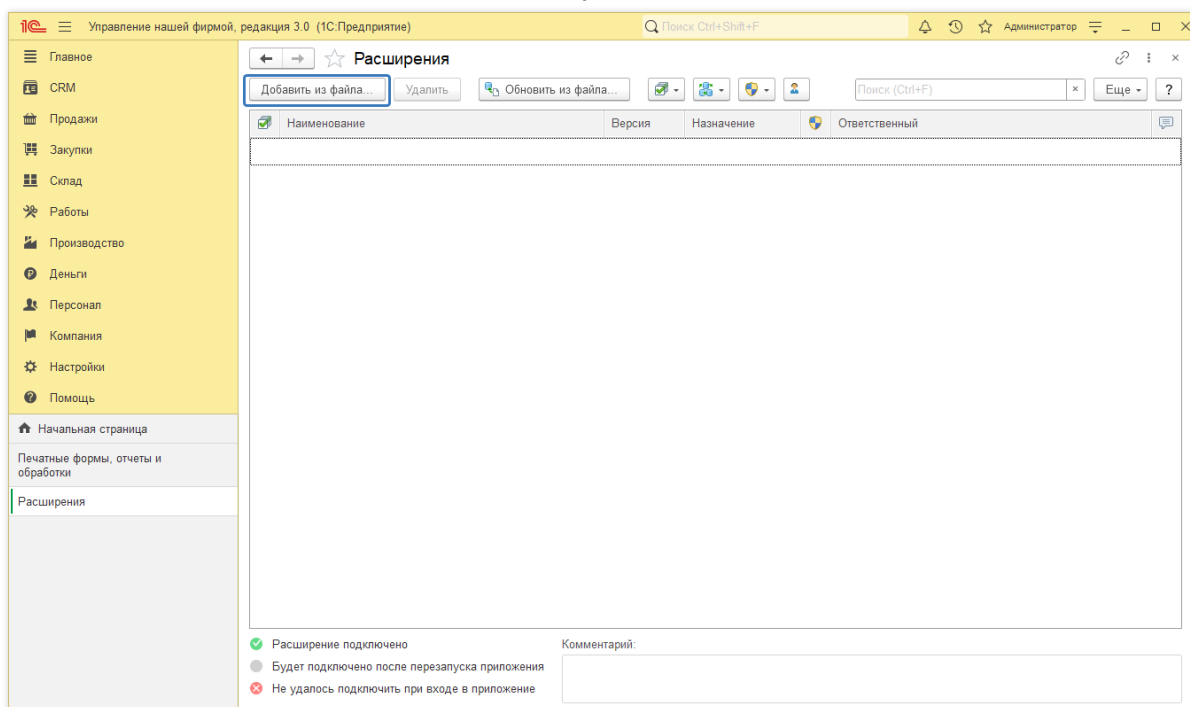 1С Управление нашей фирмой, редакция 3.0 (1С:Предприятие) Поиск Ctrl+Shift+F Администратор
Главное
CRM
Продажи
Закупки
Склад
Работы
Производство
Деньги
Персонал
Компания
Настройки
Помощь
Начальная страница
Печатные формы, отчеты и
обработки
Расширения
Расширения
Добавить из файла... Удалить Обновить из файла... Поиск (Ctrl+F) × Еще ?
Наименование Версия Назначение Ответственный
Расширение подключено
Будет подключено после перезапуска приложения
Не удалось подключить при входе в приложение
Комментарий: